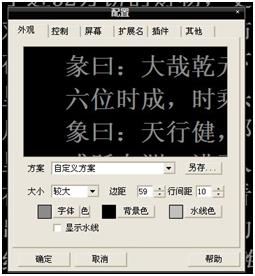 配置
外观 控制 屏幕 扩展名 插件 其他
彖曰：大哉乾元
六位时成，时乘
象曰：天行健，
方案 自定义方案 另存...
大小 较大 边距 59 行间距 10
字体 色 背景色 水线色
显示水线
确定 取消 帮助